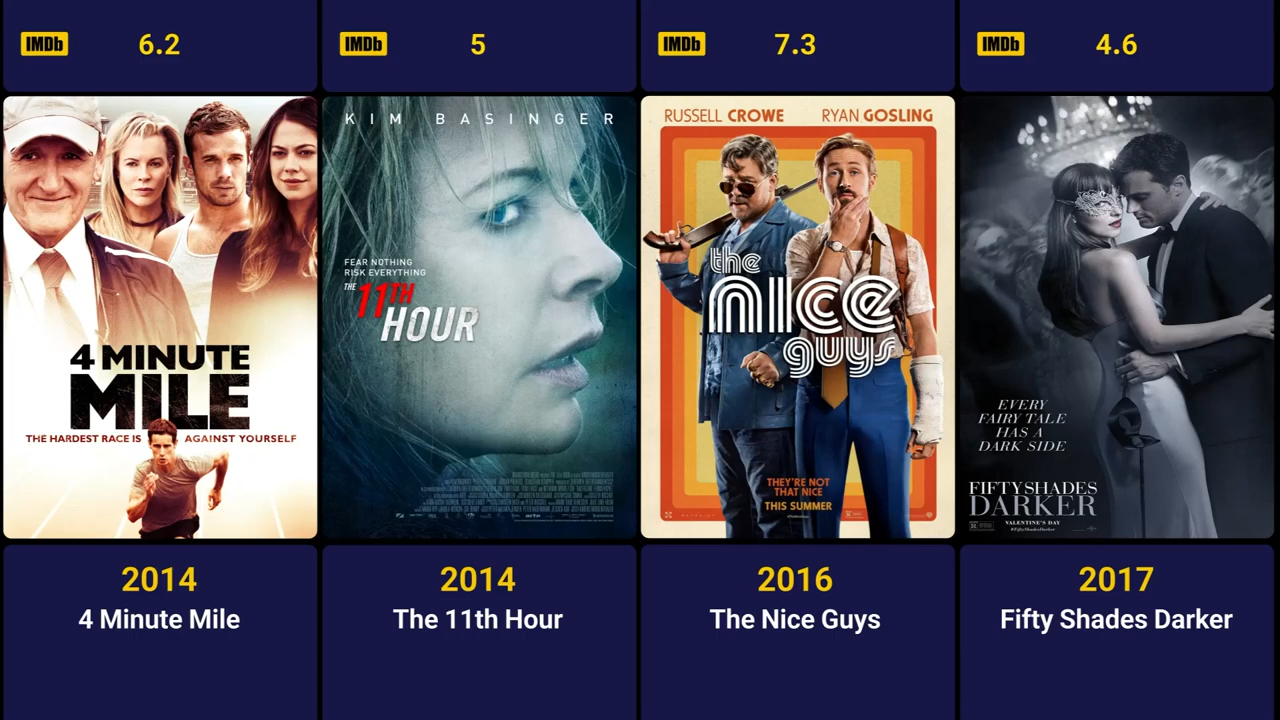 IMDb 6.2
IMDb 5
IMDb 7.3
IMDb 4.6
4 MINUTE
MILE
THE HARDEST RACE IS AGAINST YOURSELF
KIM BASINGER
FEAR NOTHING
RISK EVERYTHING
THE 11TH
HOUR
RUSSELL CROWE RYAN GOSLING
the
nice
guys
THEY'RE NOT
THAT NICE
THIS SUMMER
EVERY
FAIRY TALE
HAS A
DARK SIDE
FIFTY SHADES
DARKER
VALENTINE'S DAY
#FiftyShadesDarker
2014
4 Minute Mile
2014
The 11th Hour
2016
The Nice Guys
2017
Fifty Shades Darker